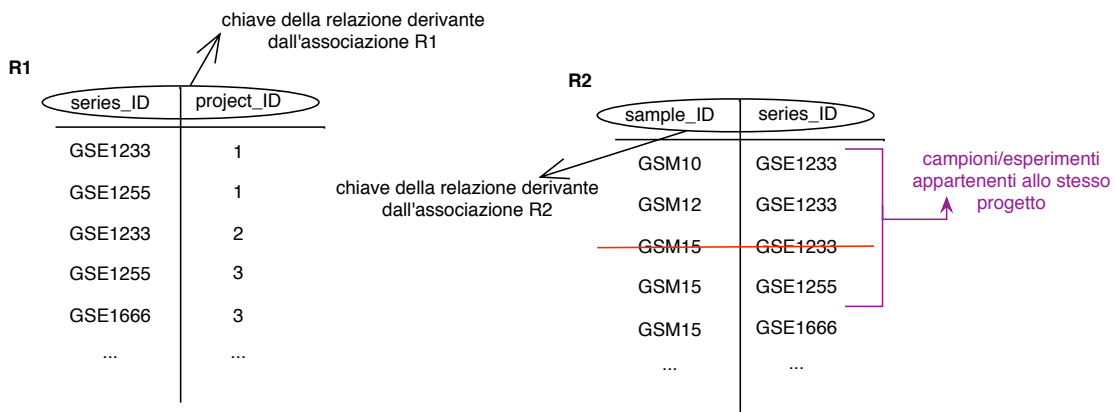 chiave della relazione derivante
dall'associazione R1
R1
series_ID project_ID
GSE1233 1
GSE1255 1
GSE1233 2
GSE1255 3
GSE1666 3
... ...
chiave della relazione derivante
dall'associazione R2
R2
sample_ID series_ID
GSM10 GSE1233
GSM12 GSE1233
GSM15 GSE1233
GSM15 GSE1255
GSM15 GSE1666
... ...
campioni/esperimenti
appartenenti allo stesso
progetto